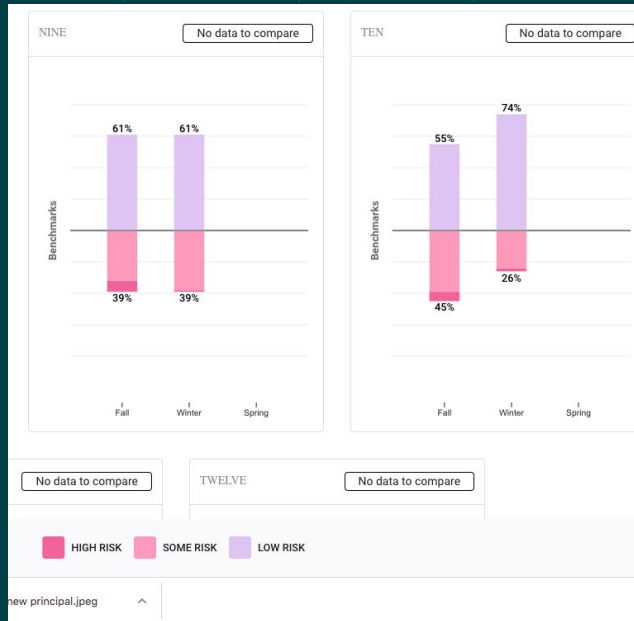 NINE
No data to compare
TEN
No data to compare
Benchmarks
61%
61%
39%
39%
Fall
Winter
Spring
Benchmarks
55%
74%
45%
26%
Fall
Winter
Spring
No data to compare
TWELVE
No data to compare
HIGH RISK
SOME RISK
LOW RISK
new principal.jpeg